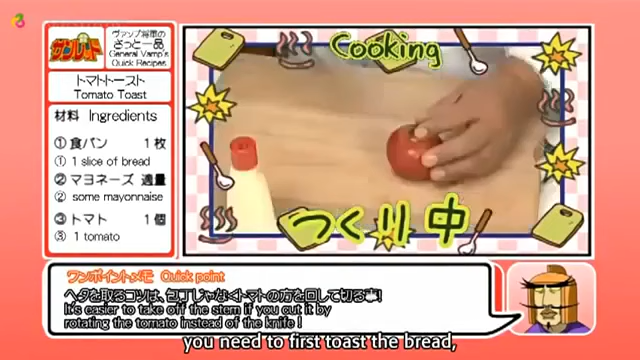 サンレッド
ヴァンプ将軍の
さっと一品
General Vamp's
Quick Recipes
トマトトースト
Tomato Toast
材料 Ingredients
① 食パン 1枚
① 1 slice of bread
② マヨネーズ 適量
② some mayonnaise
③ トマト 1個
③ 1 tomato
Cooking
つくり中
ワンポイントメモ Quick point
ヘタを取るコツは、包丁じゃなくトマトの方を回して切る事!
It's easier to take off the stem if you cut it by
rotating the tomato instead of the knife !
you need to first toast the bread,